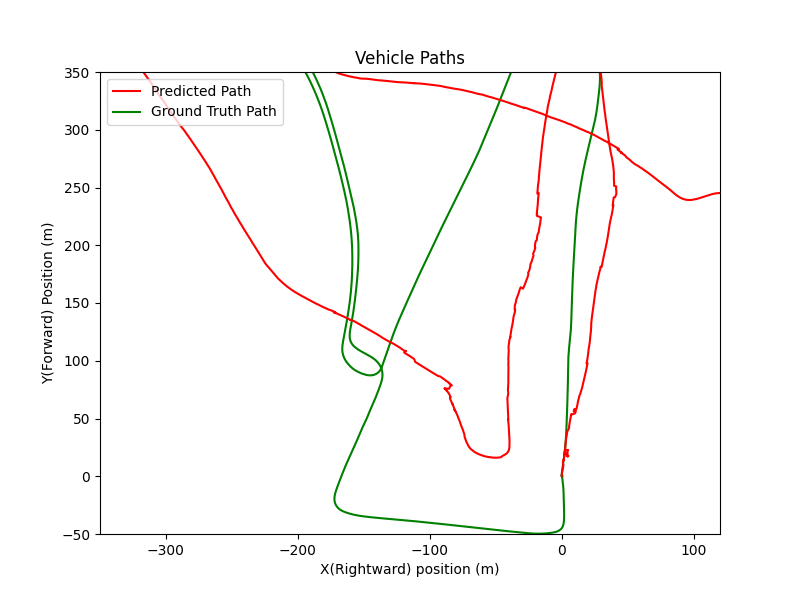 Vehicle Paths
Predicted Path
Ground Truth Path
350
300
250
200
150
100
50
0
−50
Y(Forward) Position (m)
−300
−200
−100
0
100
X(Rightward) position (m)